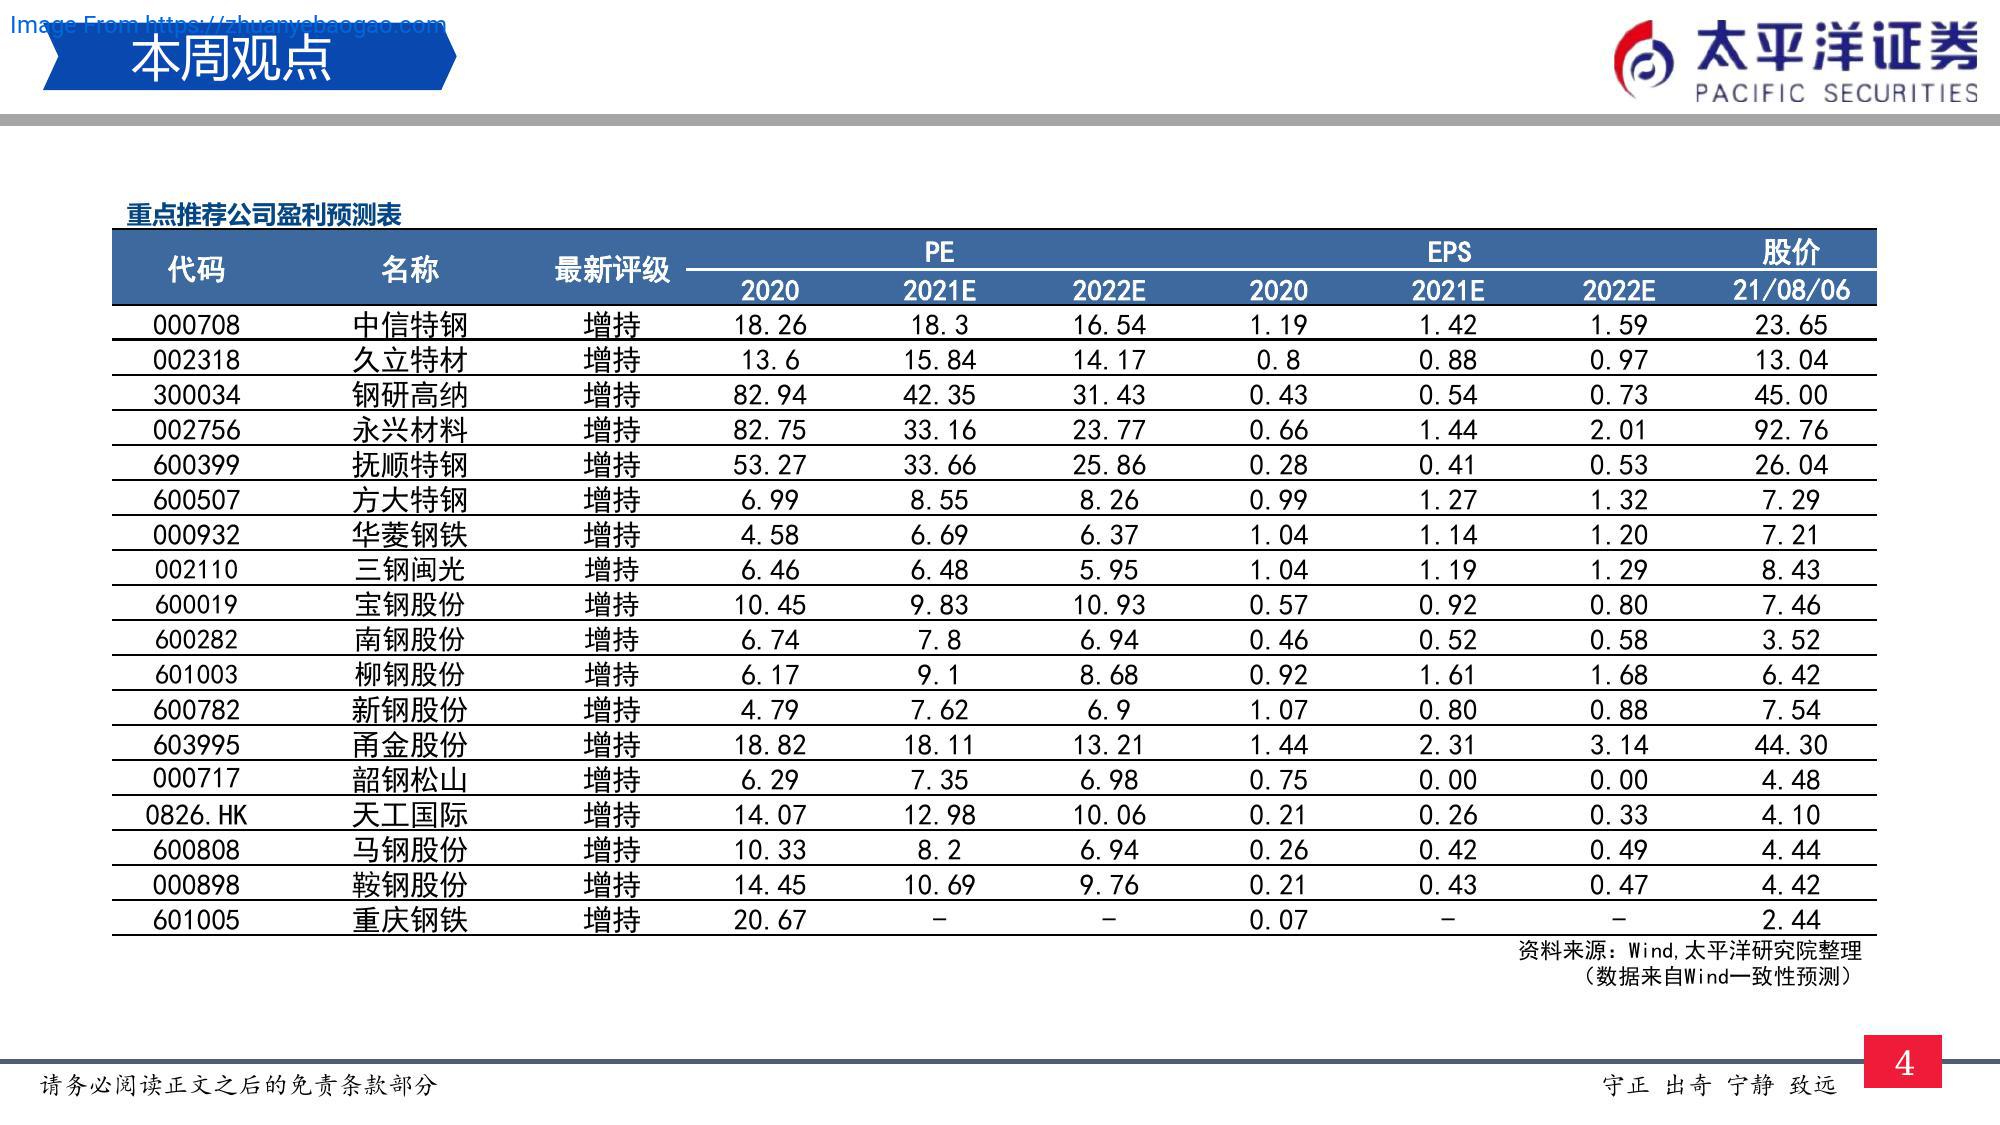 Image From https://zhuanyebaogao.com
本周观点
太平洋证券
PACIFIC SECURITIES
重点推荐公司盈利预测表
代码 名称 最新评级 PE EPS 股价
2020 2021E 2022E 2020 2021E 2022E 21/08/06
000708 中信特钢 增持 18.26 18.3 16.54 1.19 1.42 1.59 23.65
002318 久立特材 增持 13.6 15.84 14.17 0.8 0.88 0.97 13.04
300034 钢研高纳 增持 82.94 42.35 31.43 0.43 0.54 0.73 45.00
002756 永兴材料 增持 82.75 33.16 23.77 0.66 1.44 2.01 92.76
600399 抚顺特钢 增持 53.27 33.66 25.86 0.28 0.41 0.53 26.04
600507 方大特钢 增持 6.99 8.55 8.26 0.99 1.27 1.32 7.29
000932 华菱钢铁 增持 4.58 6.69 6.37 1.04 1.14 1.20 7.21
002110 三钢闽光 增持 6.46 6.48 5.95 1.04 1.19 1.29 8.43
600019 宝钢股份 增持 10.45 9.83 10.93 0.57 0.92 0.80 7.46
600282 南钢股份 增持 6.74 7.8 6.94 0.46 0.52 0.58 3.52
601003 柳钢股份 增持 6.17 9.1 8.68 0.92 1.61 1.68 6.42
600782 新钢股份 增持 4.79 7.62 6.9 1.07 0.80 0.88 7.54
603995 甬金股份 增持 18.82 18.11 13.21 1.44 2.31 3.14 44.30
000717 韶钢松山 增持 6.29 7.35 6.98 0.75 0.00 0.00 4.48
0826.HK 天工国际 增持 14.07 12.98 10.06 0.21 0.26 0.33 4.10
600808 马钢股份 增持 10.33 8.2 6.94 0.26 0.42 0.49 4.44
000898 鞍钢股份 增持 14.45 10.69 9.76 0.21 0.43 0.47 4.42
601005 重庆钢铁 增持 20.67 - - 0.07 - - 2.44
资料来源：Wind,太平洋研究院整理
（数据来自Wind一致性预测）
请务必阅读正文之后的免责条款部分
守正 出奇 宁静 致远
4